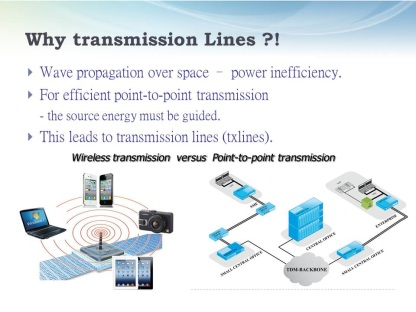 Why transmission Lines ?!
Wave propagation over space – power inefficiency.
For efficient point-to-point transmission
- the source energy must be guided.
This leads to transmission lines (txlines).
Wireless transmission versus Point-to-point transmission
ENTERPRISE
CENTRAL OFFICE
SMALL CENTRAL OFFICE
TDM-BACKBONE
SMALL CENTRAL OFFICE